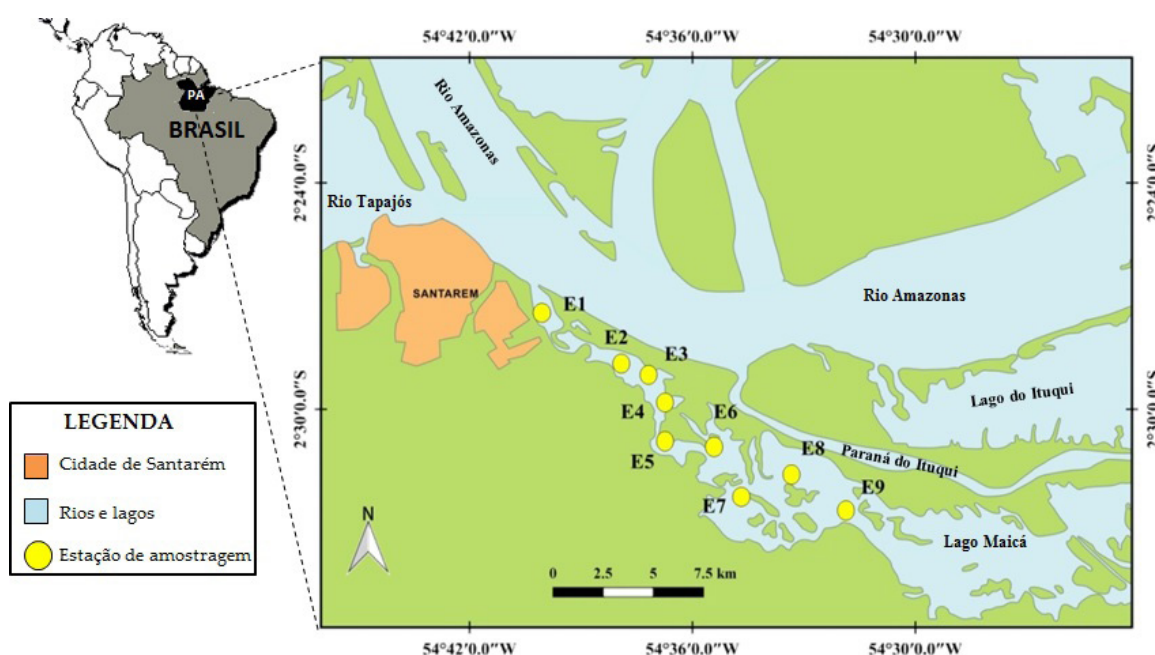 PA
BRASIL
LEGENDA
Cidade de Santarém
Rios e lagos
Estação de amostragem
54°42'0.0"W
54°36'0.0"W
54°30'0.0"W
2°24'0.0"S
2°24'0.0"S
2°30'0.0"S
2°30'0.0"S
Rio Amazonas
Rio Tapajós
SANTAREM
Rio Amazonas
E1
E2
E3
E4
E5
E6
E7
E8
E9
Lago do Ituqui
Paraná do Ituqui
Lago Maicá
N
0 2.5 5 7.5 km
54°42'0.0"W
54°36'0.0"W
54°30'0.0"W